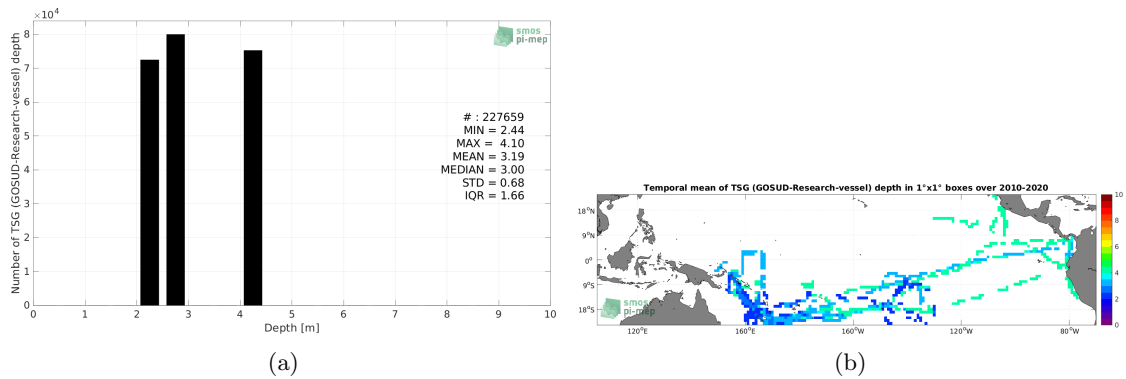 ×10⁴
8
7
6
5
4
3
2
1
0
Number of TSG (GOSUD-Research-vessel) depth
0 1 2 3 4 5 6 7 8 9 10
Depth [m]
smos
pi-mep
# : 227659
MIN = 2.44
MAX = 4.10
MEAN = 3.19
MEDIAN = 3.00
STD = 0.68
IQR = 1.66
(a)
Temporal mean of TSG (GOSUD-Research-vessel) depth in 1°x1° boxes over 2010-2020
18°N
9°N
0°
9°S
18°S
120°E 160°E 160°W 120°W 80°W
smos
pi-mep
10
8
6
4
2
0
(b)